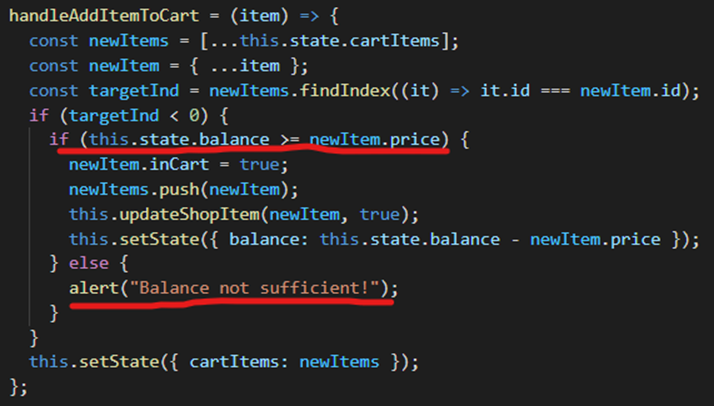 handleAddItemToCart = (item) => {
  const newItems = [...this.state.cartItems];
  const newItem = { ...item };
  const targetInd = newItems.findIndex((it) => it.id === newItem.id);
  if (targetInd < 0) {
    if (this.state.balance >= newItem.price) {
      newItem.inCart = true;
      newItems.push(newItem);
      this.updateShopItem(newItem, true);
      this.setState({ balance: this.state.balance - newItem.price });
    } else {
      alert("Balance not sufficient!");
    }
  }
  this.setState({ cartItems: newItems });
};